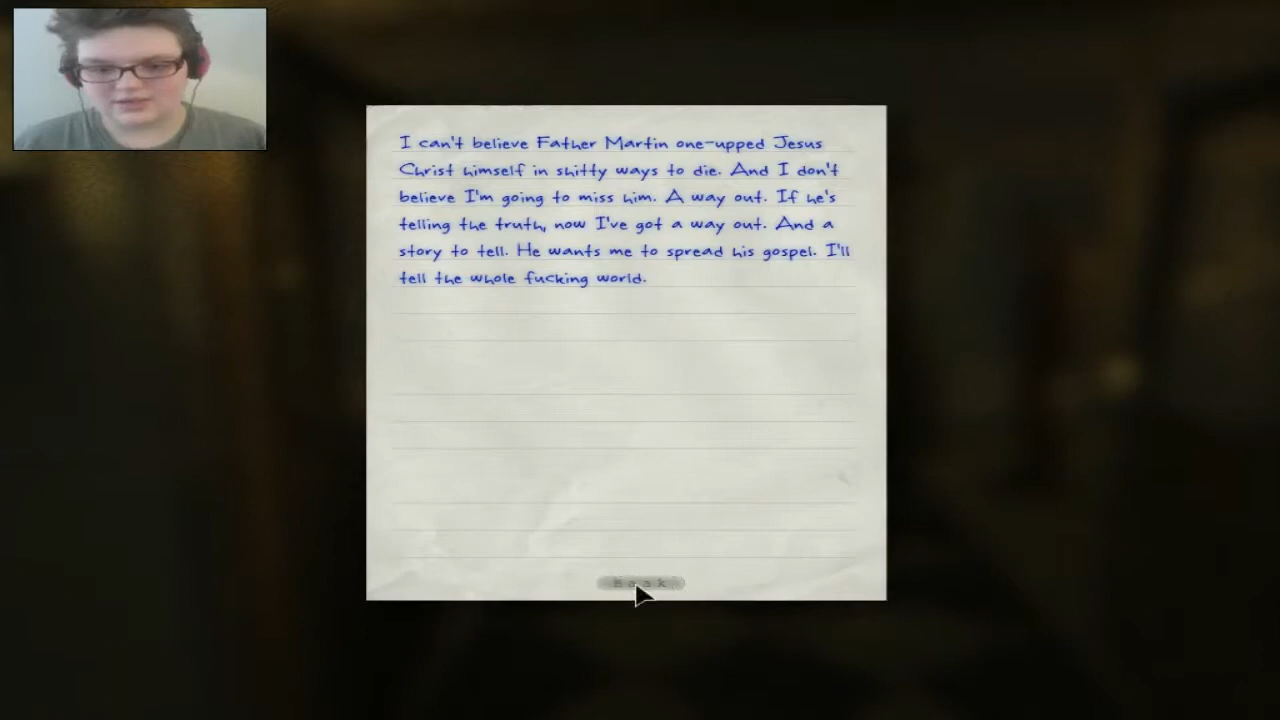 I can't believe Father Martin one-upped Jesus
Christ himself in shitty ways to die. And I don't
believe I'm going to miss him. A way out. If he's
telling the truth, now I've got a way out. And a
story to tell. He wants me to spread his gospel. I'll
tell the whole fucking world.
Back